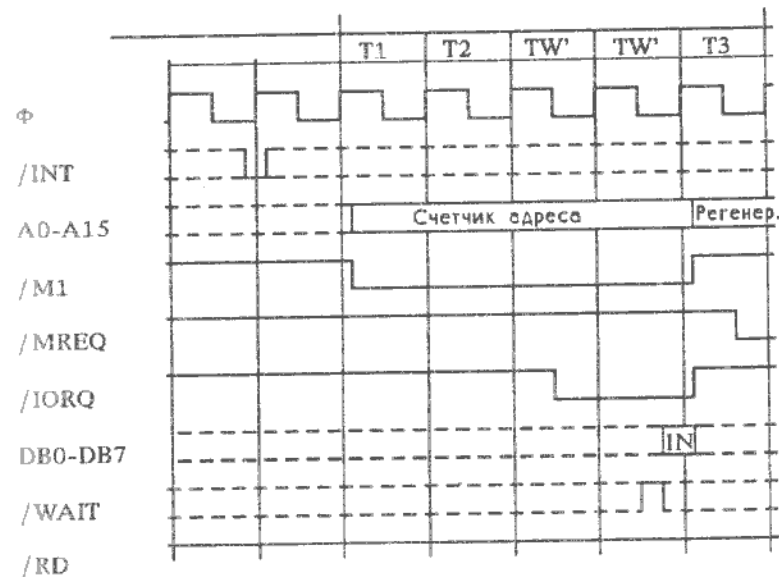 T1 T2 TW' TW' T3
Ф
/INT
A0-A15 Счетчик адреса Регенер.
/M1
/MREQ
/IORQ
DB0-DB7 IN
/WAIT
/RD